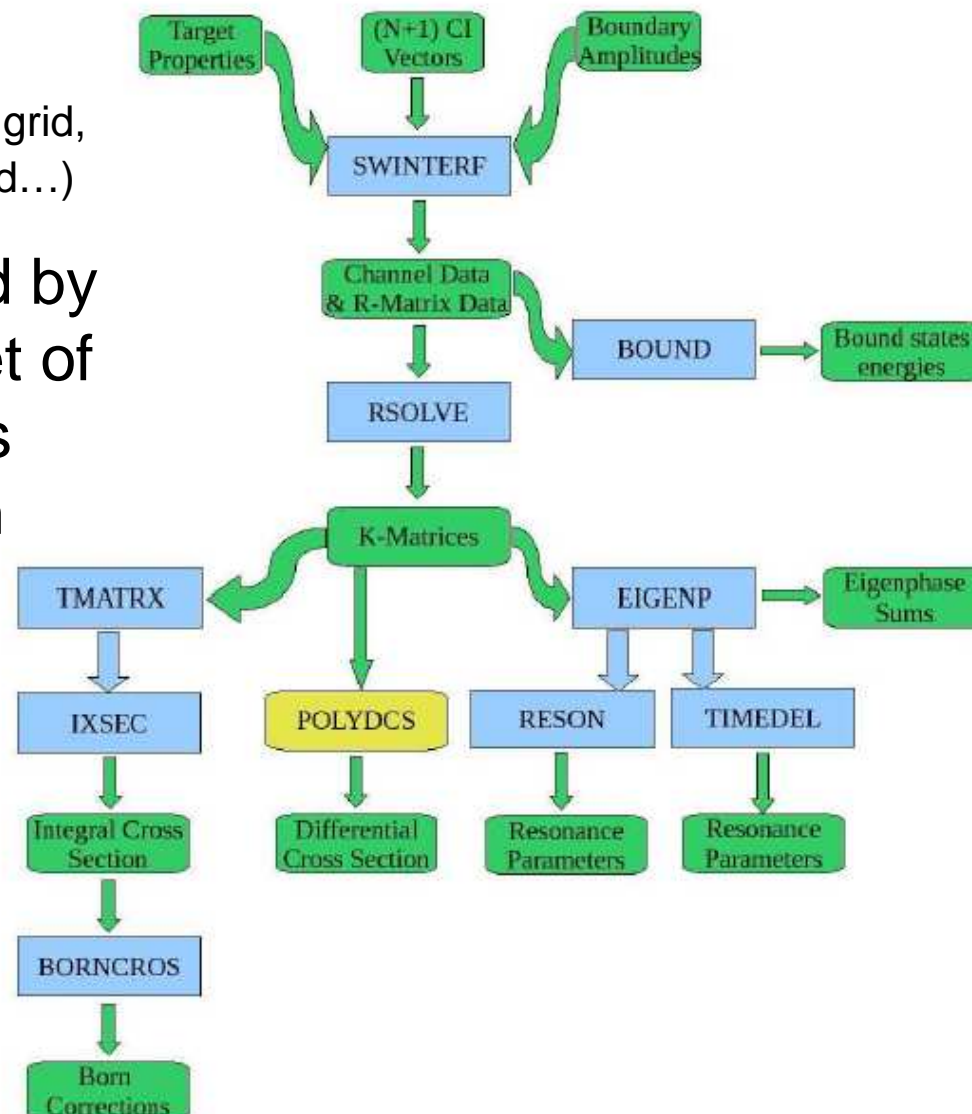 grid,
d…)
d by
et of
s
n
Target
Properties
(N+1) CI
Vectors
Boundary
Amplitudes
SWINTERF
Channel Data
& R-Matrix Data
BOUND
Bound states
energies
RSOLVE
K-Matrices
TMATRX
EIGENP
Eigenphase
Sums
IXSEC
POLYDCS
RESON
TIMEDEL
Integral Cross
Section
Differential
Cross Section
Resonance
Parameters
Resonance
Parameters
BORNCROS
Born
Corrections